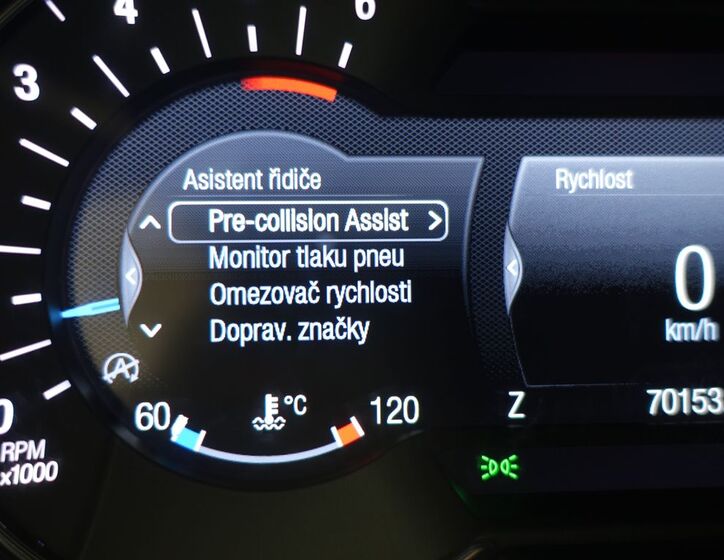 4
6
3
Asistent řidiče
Pre-collision Assist
Monitor tlaku pneu
Omezovač rychlosti
Doprav. značky
Rychlost
0
km/h
60
°C
120
Z
70153
0
RPM
x1000